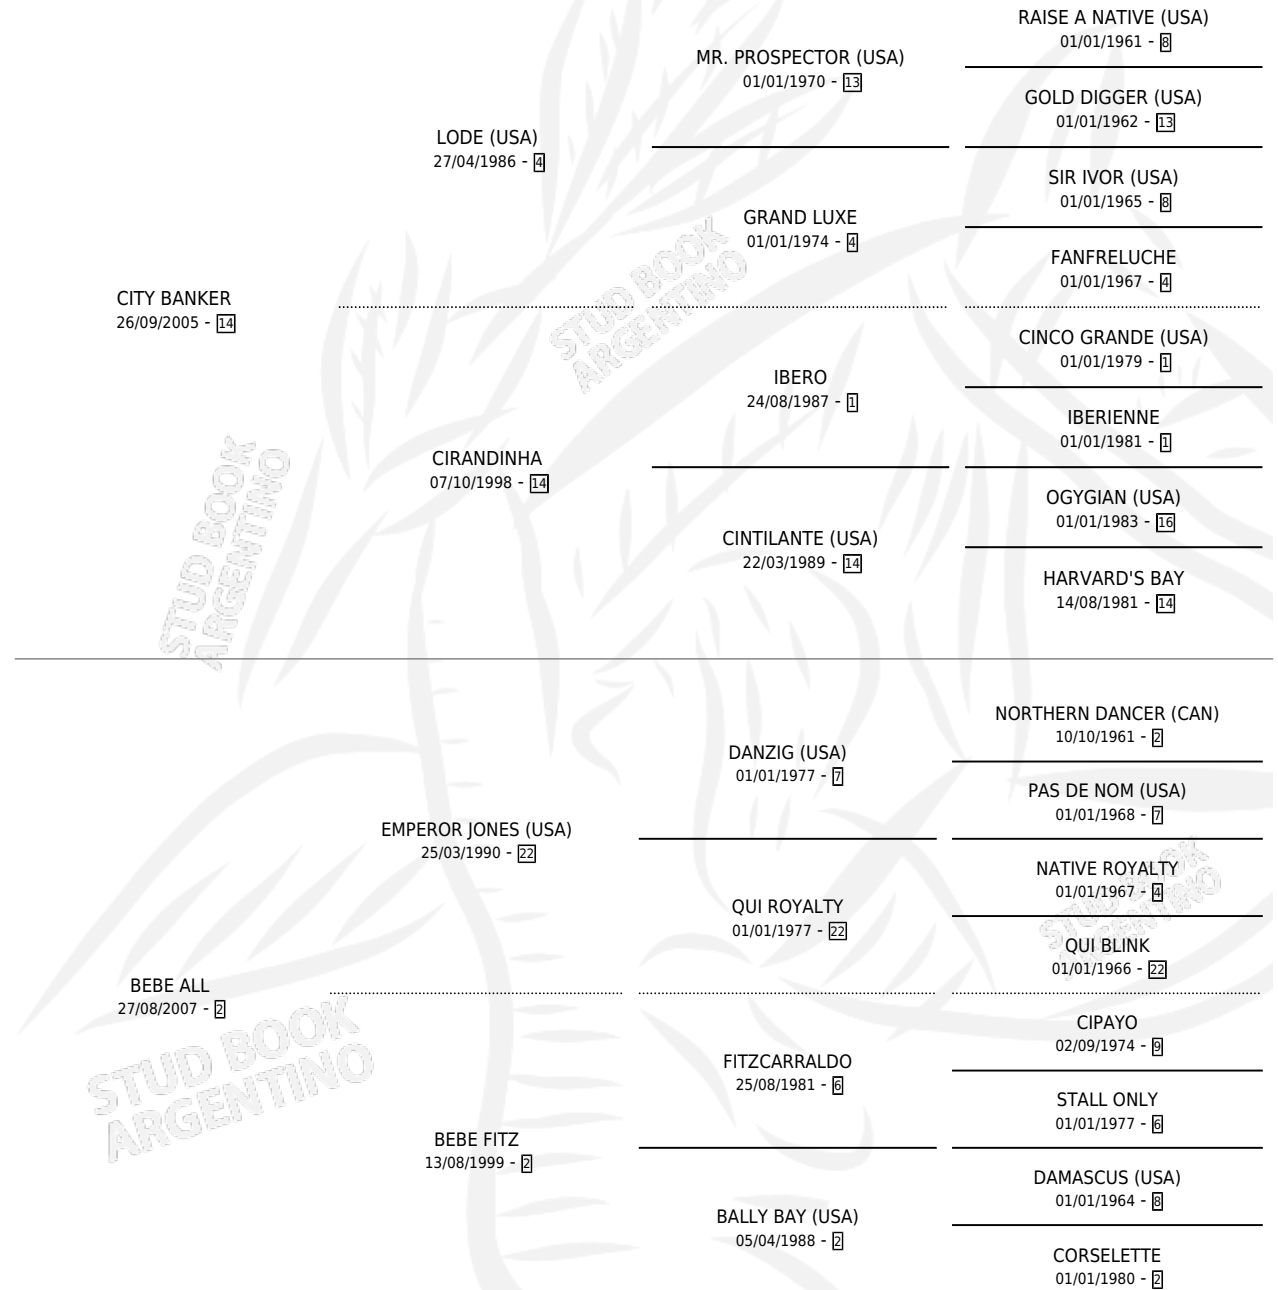 RAISE A NATIVE (USA)
01/01/1961 - 8
MR. PROSPECTOR (USA)
01/01/1970 - 13
GOLD DIGGER (USA)
01/01/1962 - 13
LODE (USA)
27/04/1986 - 4
SIR IVOR (USA)
01/01/1965 - 8
GRAND LUXE
01/01/1974 - 4
FANFRELUCHE
01/01/1967 - 4
CITY BANKER
26/09/2005 - 14
STUD BOOK
ARGENTINO
CINCO GRANDE (USA)
01/01/1979 - 1
IBERO
24/08/1987 - 1
IBERIENNE
01/01/1981 - 1
CIRANDINHA
07/10/1998 - 14
OGYGIAN (USA)
01/01/1983 - 16
CINTILANTE (USA)
22/03/1989 - 14
HARVARD'S BAY
14/08/1981 - 14
STUD BOOK
ARGENTINO
NORTHERN DANCER (CAN)
10/10/1961 - 2
DANZIG (USA)
01/01/1977 - 7
PAS DE NOM (USA)
01/01/1968 - 7
EMPEROR JONES (USA)
25/03/1990 - 22
NATIVE ROYALTY
01/01/1967 - 4
QUI ROYALTY
01/01/1977 - 22
STUD BOOK
ARGENTINO
QUI BLINK
01/01/1966 - 22
BEBE ALL
27/08/2007 - 2
STUD BOOK
ARGENTINO
CIPAYO
02/09/1974 - 9
FITZCARRALDO
25/08/1981 - 6
STALL ONLY
01/01/1977 - 6
BEBE FITZ
13/08/1999 - 2
DAMASCUS (USA)
01/01/1964 - 8
BALLY BAY (USA)
05/04/1988 - 2
CORSELETTE
01/01/1980 - 2